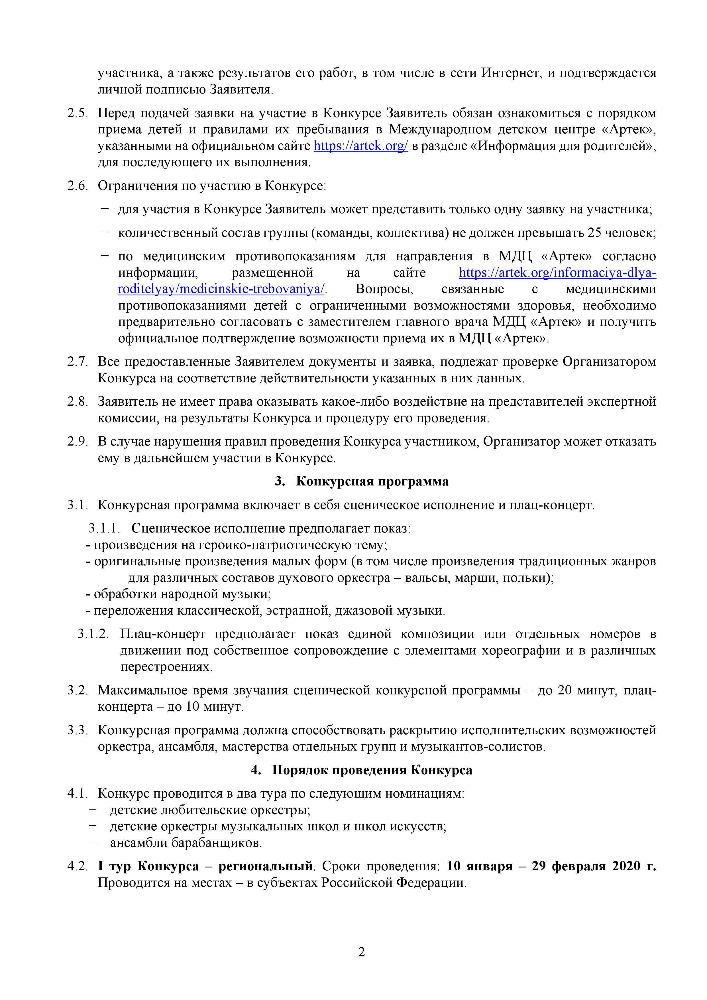 участника, а также результатов его работ, в том числе в сети Интернет, и подтверждается
личной подписью Заявителя.
2.5. Перед подачей заявки на участие в Конкурсе Заявитель обязан ознакомиться с порядком
приема детей и правилами их пребывания в Международном детском центре «Артек»,
указанными на официальном сайте https://artek.org/ в разделе «Информация для родителей»,
для последующего их выполнения.
2.6. Ограничения по участию в Конкурсе:
− для участия в Конкурсе Заявитель может представить только одну заявку на участника;
− количественный состав группы (команды, коллектива) не должен превышать 25 человек;
− по медицинским противопоказаниям для направления в МДЦ «Артек» согласно
информации, размещенной на сайте https://artek.org/informaciya-dlya-
roditelyay/medicinskie-trebovaniya/. Вопросы, связанные с медицинскими
противопоказаниями детей с ограниченными возможностями здоровья, необходимо
предварительно согласовать с заместителем главного врача МДЦ «Артек» и получить
официальное подтверждение возможности приема их в МДЦ «Артек».
2.7. Все предоставленные Заявителем документы и заявка, подлежат проверке Организатором
Конкурса на соответствие действительности указанных в них данных.
2.8. Заявитель не имеет права оказывать какое-либо воздействие на представителей экспертной
комиссии, на результаты Конкурса и процедуру его проведения.
2.9. В случае нарушения правил проведения Конкурса участником, Организатор может отказать
ему в дальнейшем участии в Конкурсе.
3. Конкурсная программа
3.1. Конкурсная программа включает в себя сценическое исполнение и плац-концерт.
3.1.1. Сценическое исполнение предполагает показ:
- произведения на героико-патриотическую тему;
- оригинальные произведения малых форм (в том числе произведения традиционных жанров
для различных составов духового оркестра – вальсы, марши, польки);
- обработки народной музыки;
- переложения классической, эстрадной, джазовой музыки.
3.1.2. Плац-концерт предполагает показ единой композиции или отдельных номеров в
движении под собственное сопровождение с элементами хореографии и в различных
перестроениях.
3.2. Максимальное время звучания сценической конкурсной программы – до 20 минут, плац-
концерта – до 10 минут.
3.3. Конкурсная программа должна способствовать раскрытию исполнительских возможностей
оркестра, ансамбля, мастерства отдельных групп и музыкантов-солистов.
4. Порядок проведения Конкурса
4.1. Конкурс проводится в два тура по следующим номинациям:
− детские любительские оркестры;
− детские оркестры музыкальных школ и школ искусств;
− ансамбли барабанщиков.
4.2. I тур Конкурса – региональный. Сроки проведения: 10 января – 29 февраля 2020 г.
Проводится на местах – в субъектах Российской Федерации.
2